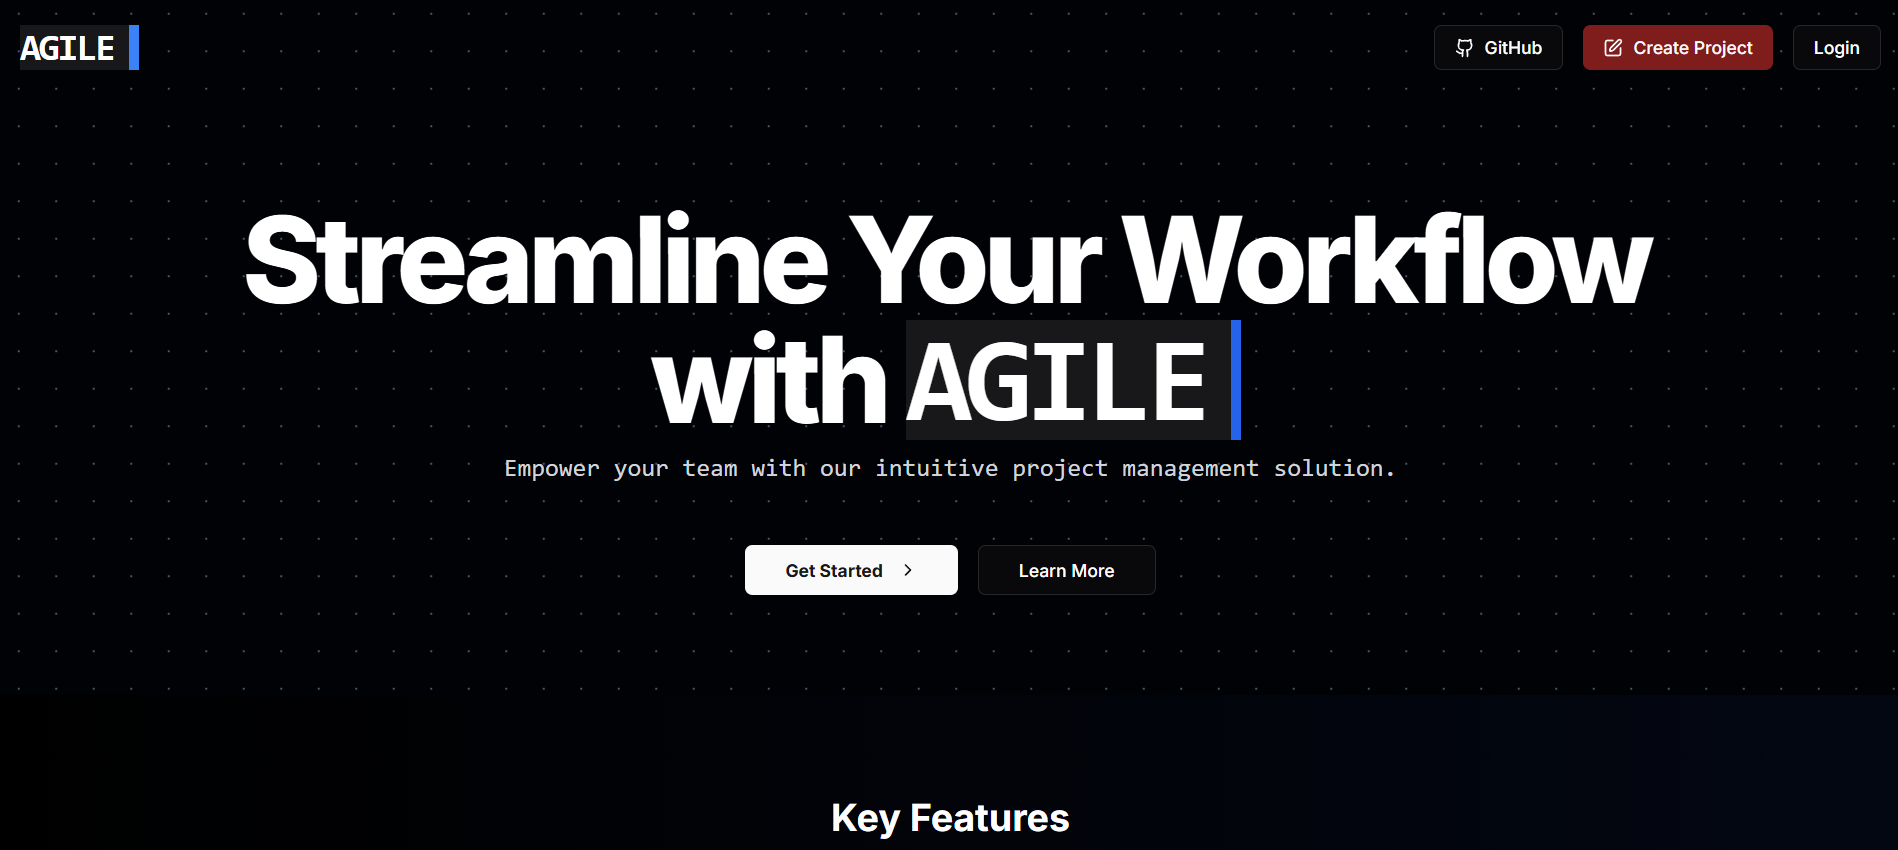 AGILE
GitHub
Create Project
Login
Streamline Your Workflow
with AGILE
Empower your team with our intuitive project management solution.
Get Started
Learn More
Key Features